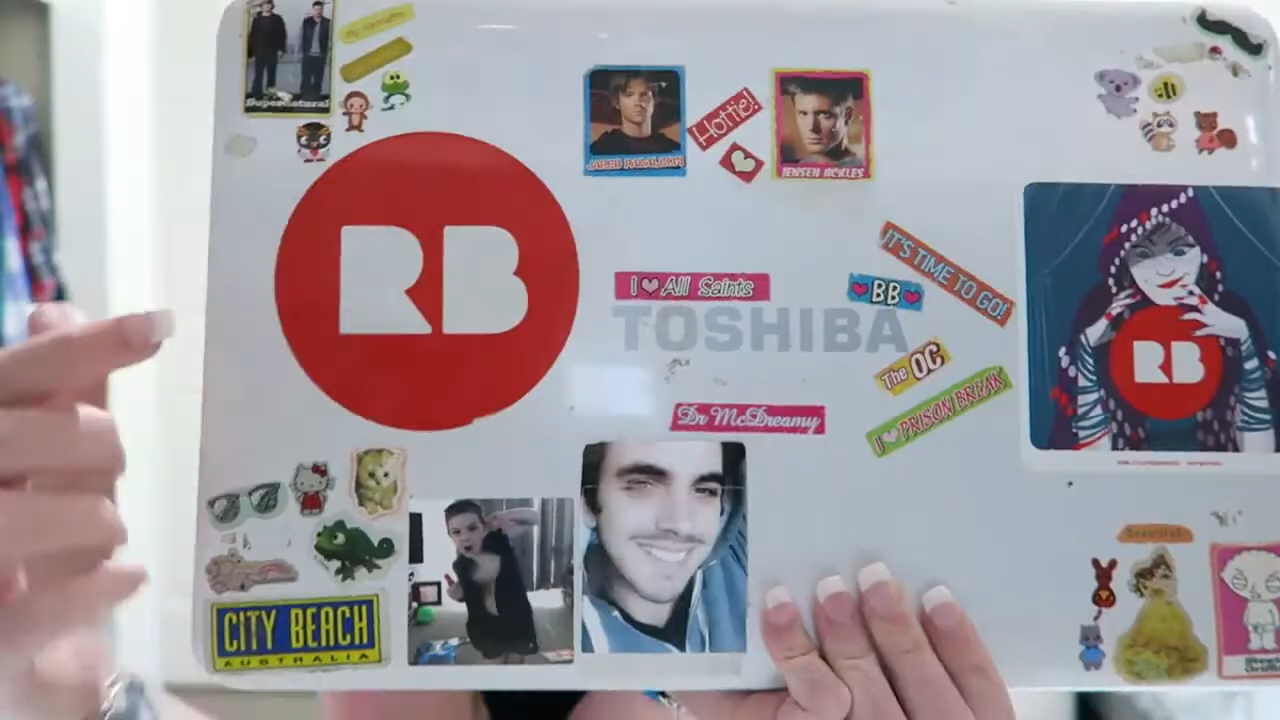 Supernatural
RB
JARED PADALECKI
Hottie!
JENSEN ACKLES
I All Saints
BB
IT'S TIME TO GO!
TOSHIBA
The OC
I PRISON BREAK
Dr McDreamy
RB
CITY BEACH
AUSTRALIA
Beautiful